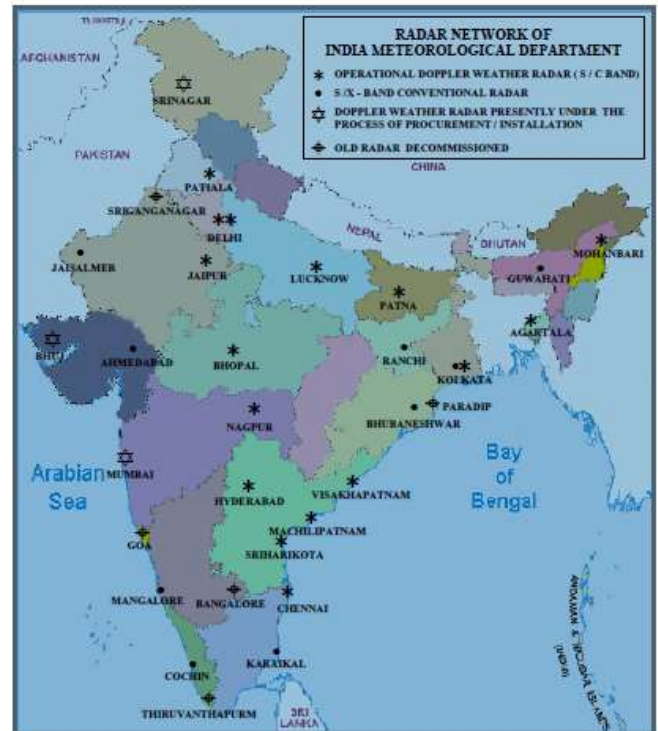 RADAR NETWORK OF
INDIA METEOROLOGICAL DEPARTMENT
OPERATIONAL DOPPLER WEATHER RADAR ( S / C BAND)
S /X - BAND CONVENTIONAL RADAR
DOPPLER WEATHER RADAR PRESENTLY UNDER THE
PROCESS OF PROCUREMENT / INSTALLATION
OLD RADAR DECOMMISSIONED
AFGHANISTAN
SRINAGAR
PAKISTAN
CHINA
PATIALA
SRIGANGANAGAR
DELHI
NEPAL
BHUTAN
MOHANBARI
JAISALMER
JAIPUR
LUCKNOW
GUWAHATI
PATNA
AGARTALA
BHUJ
AHMEDABAD
BHOPAL
RANCHI
KOLKATA
PARADIP
NAGPUR
BHUBANESHWAR
Arabian
Sea
MUMBAI
Bay
of
Bengal
HYDERABAD
VISAKHAPATNAM
MACHILIPATNAM
GOA
SRIHARIKOTA
MANGALORE
BANGALORE
CHENNAI
COCHIN
KARAIKAL
THIRUVANTHAPURM
SRI
LANKA